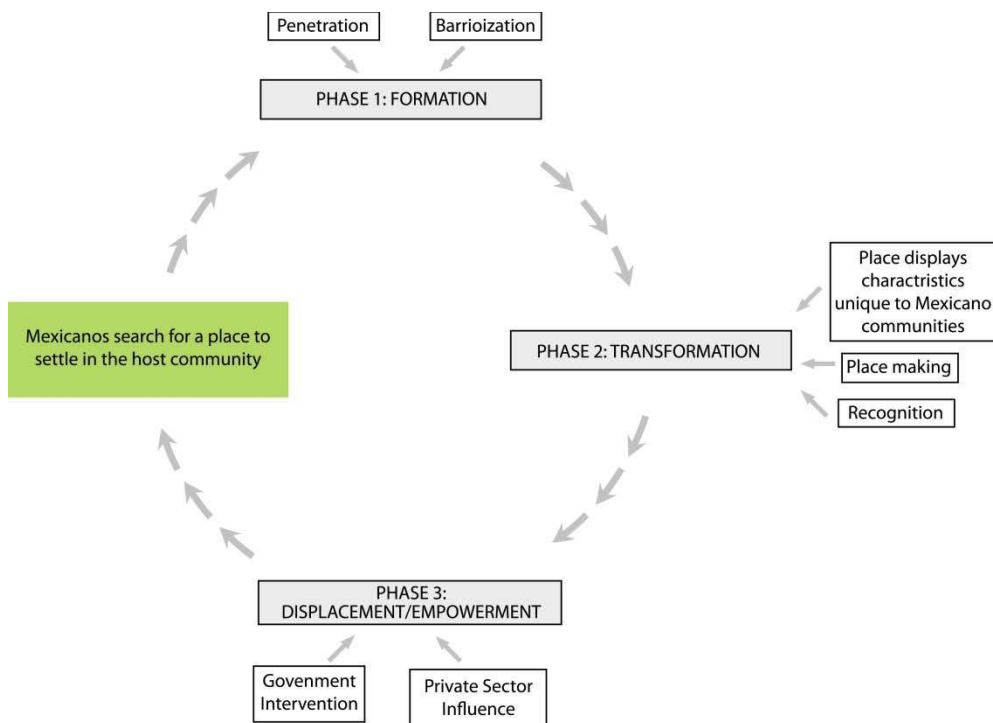 Penetration
Barrioization
PHASE 1: FORMATION
Place displays
charactristics
unique to Mexicano
communities
Mexicanos search for a place to
settle in the host community
PHASE 2: TRANSFORMATION
Place making
Recognition
PHASE 3:
DISPLACEMENT/EMPOWERMENT
Govenment
Intervention
Private Sector
Influence